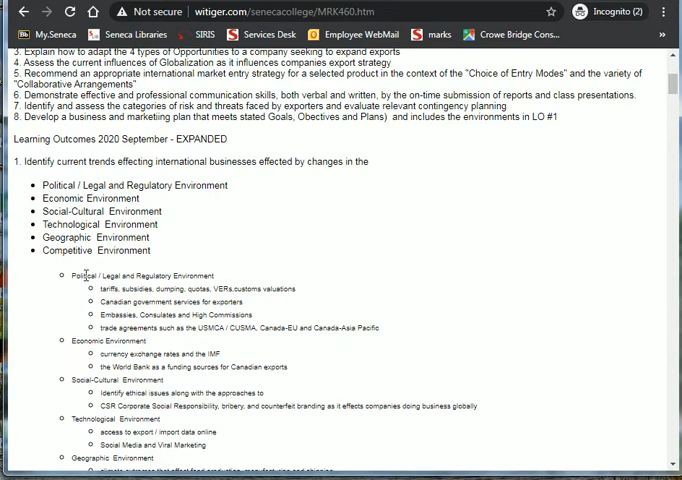 Not secure | witiger.com/senecacollege/MRK460.htm
Incognito (2)
My.Seneca
Seneca Libraries
SIRIS
Services Desk
Employee WebMail
marks
Crowe Bridge Cons...
»
3. Explain how to adapt the 4 types of Opportunities to a company seeking to expand exports
4. Assess the current influences of Globalization as it influences companies export strategy
5. Recommend an appropriate international market entry strategy for a selected product in the context of the "Choice of Entry Modes" and the variety of
"Collaborative Arrangements"
6. Demonstrate effective and professional communication skills, both verbal and written, by the on-time submission of reports and class presentations.
7. Identify and assess the categories of risk and threats faced by exporters and evaluate relevant contingency planning
8. Develop a business and marketing plan that meets stated Goals, Obectives and Plans) and includes the environments in LO #1
Learning Outcomes 2020 September - EXPANDED
1. Identify current trends effecting international businesses effected by changes in the
Political / Legal and Regulatory Environment
Economic Environment
Social-Cultural Environment
Technological Environment
Geographic Environment
Competitive Environment
Political / Legal and Regulatory Environment
tariffs, subsidies, dumping, quotas, VERs,customs valuations
Canadian government services for exporters
Embassies, Consulates and High Commissions
trade agreements such as the USMCA / CUSMA, Canada-EU and Canada-Asia Pacific
Economic Environment
currency exchange rates and the IMF
the World Bank as a funding sources for Canadian exports
Social-Cultural Environment
Identify ethical issues along with the approaches to
CSR Corporate Social Responsibility, bribery, and counterfeit branding as it effects companies doing business globally
Technological Environment
access to export / import data online
Social Media and Viral Marketing
Geographic Environment
climate extremes that effect food production, manufacturing and shipping